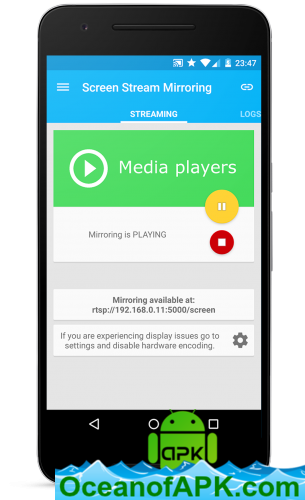 23:47
Screen Stream Mirroring
STREAMING
LOGS
Media players
Mirroring is PLAYING
Mirroring available at:
rtsp://192.168.0.11:5000/screen
If you are experiencing display issues go to
settings and disable hardware encoding.
APK
OceanofAPK.com